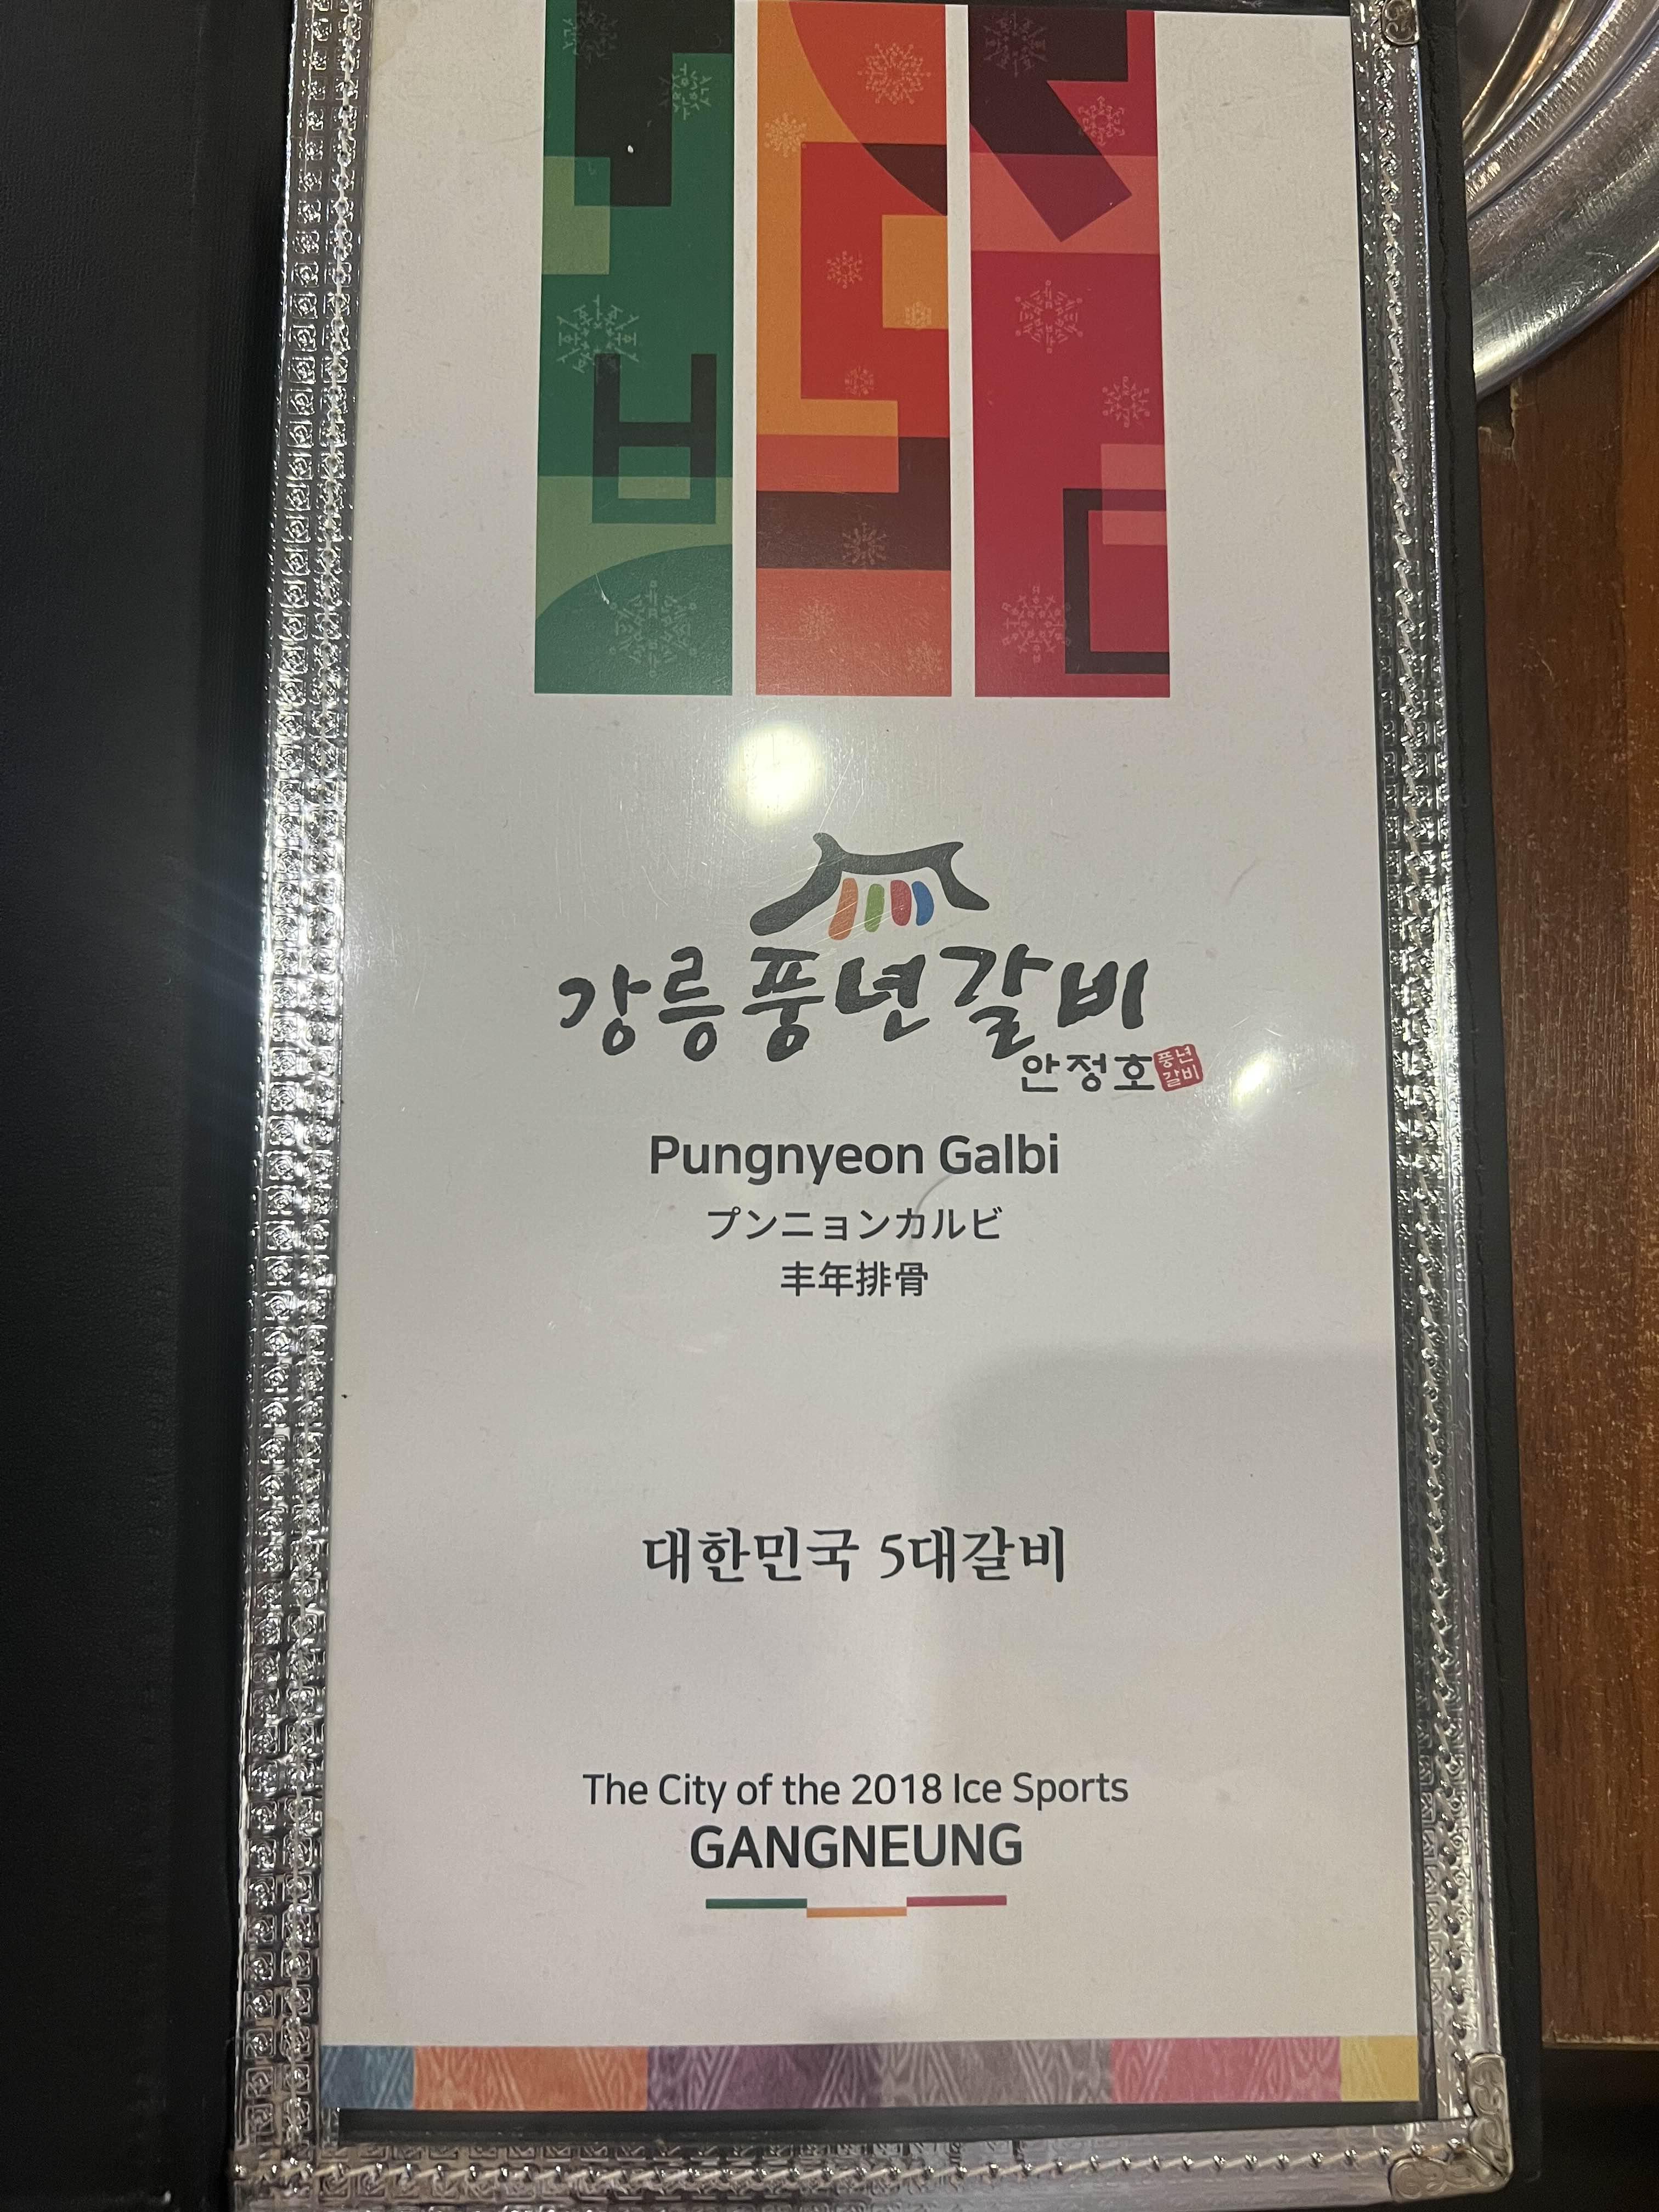 강릉풍년갈비
안정호 풍년
갈비
Pungnyeon Galbi
プンニョンカルビ
丰年排骨
대한민국 5대갈비
The City of the 2018 Ice Sports
GANGNEUNG